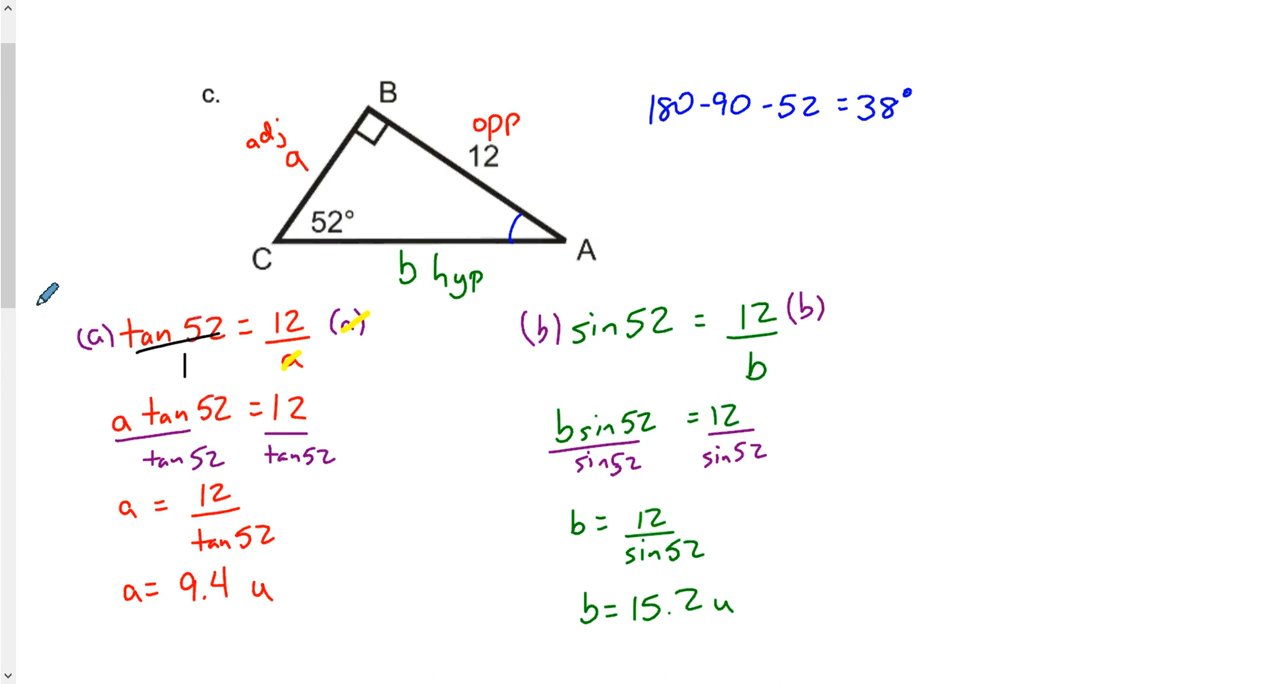 c.
B
180-90-52 = 38°
adj
a
opp
12
52°
C
A
b hyp
(a) tan 52 = 12 (a)
1 a
a tan 52 = 12
tan 52 tan 52
a = 12
tan 52
a = 9.4 u
(b) sin 52 = 12 (b)
b
b sin 52 = 12
sin 52 sin 52
b = 12
sin 52
b = 15.2 u